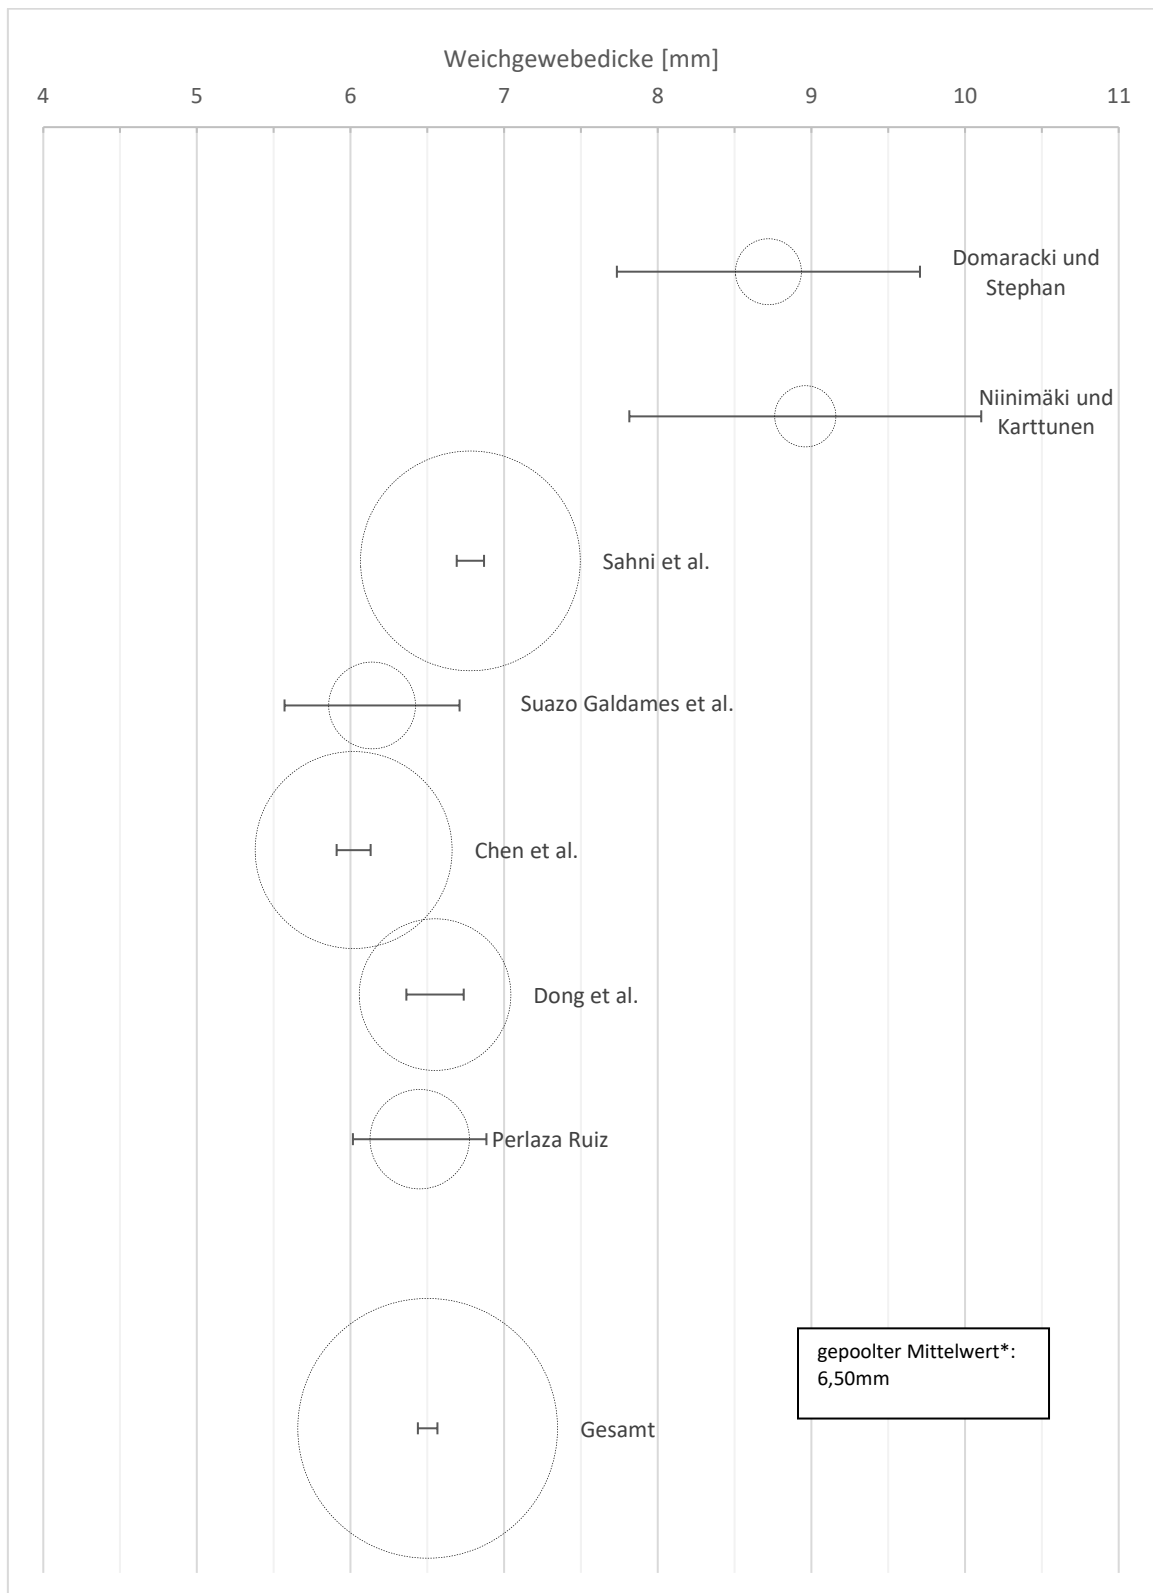 Weichgewebedicke [mm]
4 5 6 7 8 9 10 11
Domaracki und
Stephan
Niinimäki und
Karttunen
Sahni et al.
Suazo Galdames et al.
Chen et al.
Dong et al.
Perlaza Ruiz
gepoolter Mittelwert*:
6,50mm
Gesamt